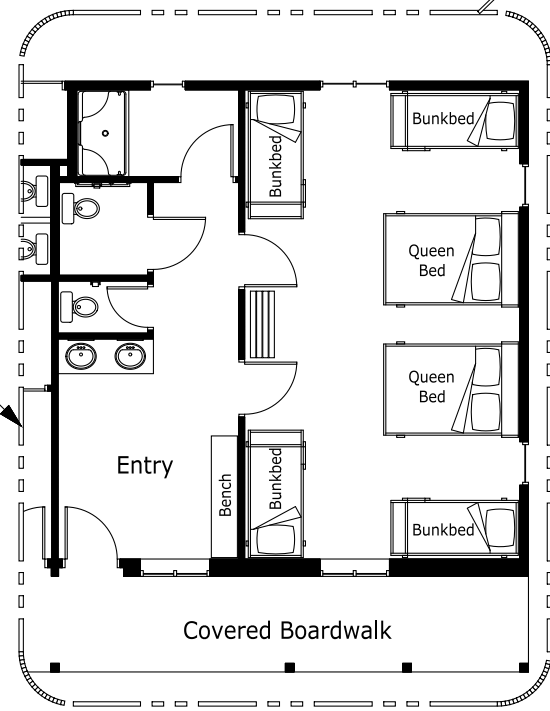 Bunkbed
Bunkbed
Queen
Bed
Queen
Bed
Entry
Bench
Bunkbed
Bunkbed
Covered Boardwalk